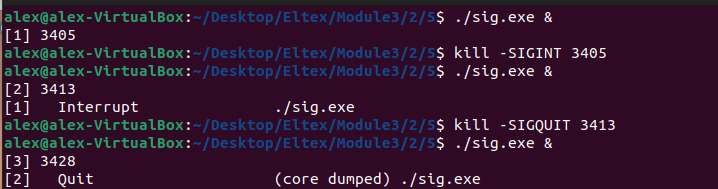 alex@alex-VirtualBox:~/Desktop/Eltex/Module3/2/5$ ./sig.exe &
[1] 3405
alex@alex-VirtualBox:~/Desktop/Eltex/Module3/2/5$ kill -SIGINT 3405
alex@alex-VirtualBox:~/Desktop/Eltex/Module3/2/5$ ./sig.exe &
[2] 3413
[1]   Interrupt               ./sig.exe
alex@alex-VirtualBox:~/Desktop/Eltex/Module3/2/5$ kill -SIGQUIT 3413
alex@alex-VirtualBox:~/Desktop/Eltex/Module3/2/5$ ./sig.exe &
[3] 3428
[2]   Quit                    (core dumped) ./sig.exe